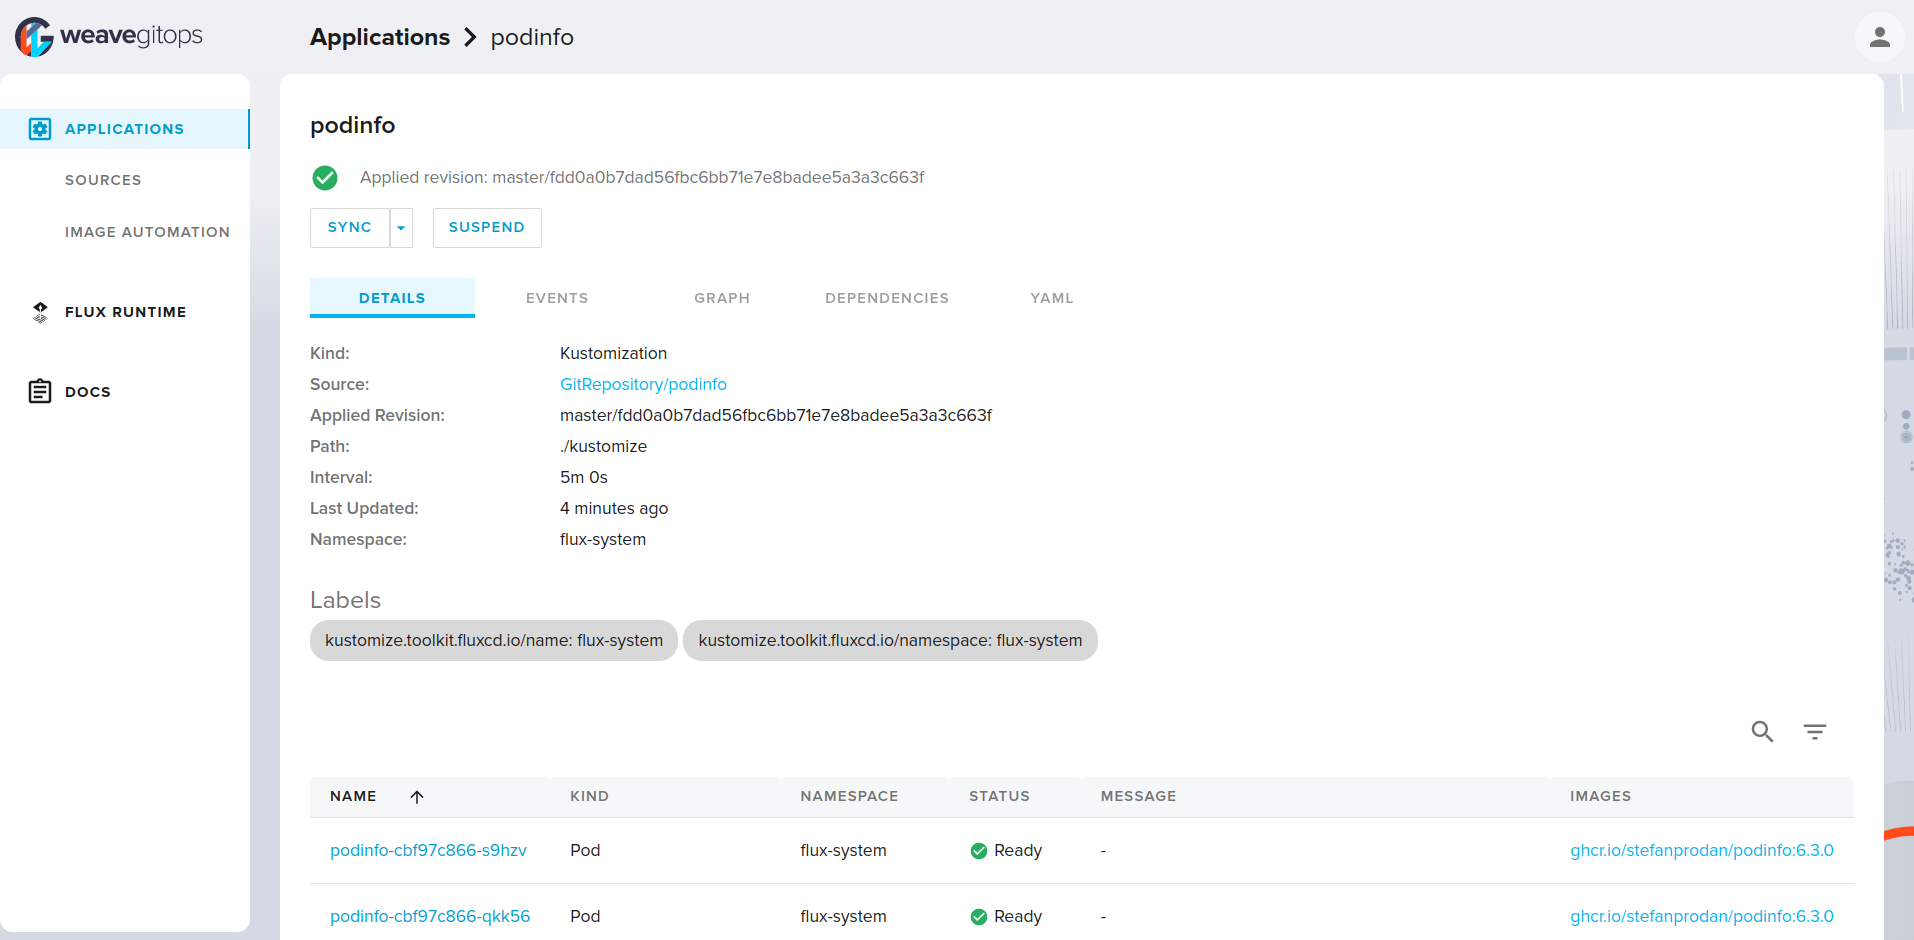 weavegitops
Applications > podinfo
APPLICATIONS
SOURCES
IMAGE AUTOMATION
FLUX RUNTIME
DOCS
podinfo
Applied revision: master/fdd0a0b7dad56fbc6bb71e7e8badee5a3a3c663f
SYNC SUSPEND
DETAILS EVENTS GRAPH DEPENDENCIES YAML
Kind: Kustomization
Source: GitRepository/podinfo
Applied Revision: master/fdd0a0b7dad56fbc6bb71e7e8badee5a3a3c663f
Path: ./kustomize
Interval: 5m 0s
Last Updated: 4 minutes ago
Namespace: flux-system
Labels
kustomize.toolkit.fluxcd.io/name: flux-system kustomize.toolkit.fluxcd.io/namespace: flux-system
NAME KIND NAMESPACE STATUS MESSAGE IMAGES
podinfo-cbf97c866-s9hzv Pod flux-system Ready - ghcr.io/stefanprodan/podinfo:6.3.0
podinfo-cbf97c866-qkk56 Pod flux-system Ready - ghcr.io/stefanprodan/podinfo:6.3.0